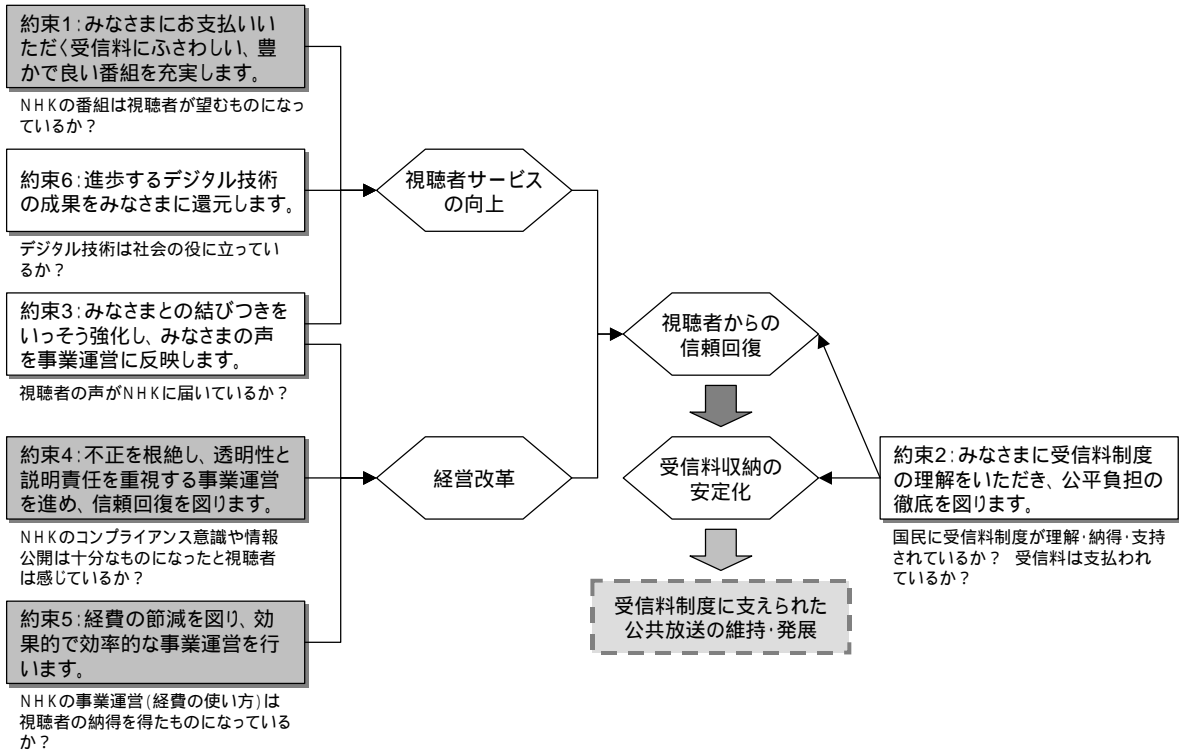 約束1:みなさまにお支払いい
ただく受信料にふさわしい、豊
かで良い番組を充実します。
NHKの番組は視聴者が望むものになっ
ているか?
約束6:進歩するデジタル技術
の成果をみなさまに還元します。
デジタル技術は社会の役に立ってい
るか?
約束3:みなさまとの結びつきを
いっそう強化し、みなさまの声
を事業運営に反映します。
視聴者の声がNHKに届いているか?
約束4:不正を根絶し、透明性と
説明責任を重視する事業運営
を進め、信頼回復を図ります。
NHKのコンプライアンス意識や情報
公開は十分なものになったと視聴者
は感じているか?
約束5:経費の節減を図り、効
果的で効率的な事業運営を行
います。
NHKの事業運営(経費の使い方)は
視聴者の納得を得たものになっている
か?
視聴者サービス
の向上
経営改革
視聴者からの
信頼回復
受信料収納の
安定化
受信料制度に支えられた
公共放送の維持・発展
約束2:みなさまに受信料制度
の理解をいただき、公平負担の
徹底を図ります。
国民に受信料制度が理解・納得・支持
されているか? 受信料は支払われ
ているか?